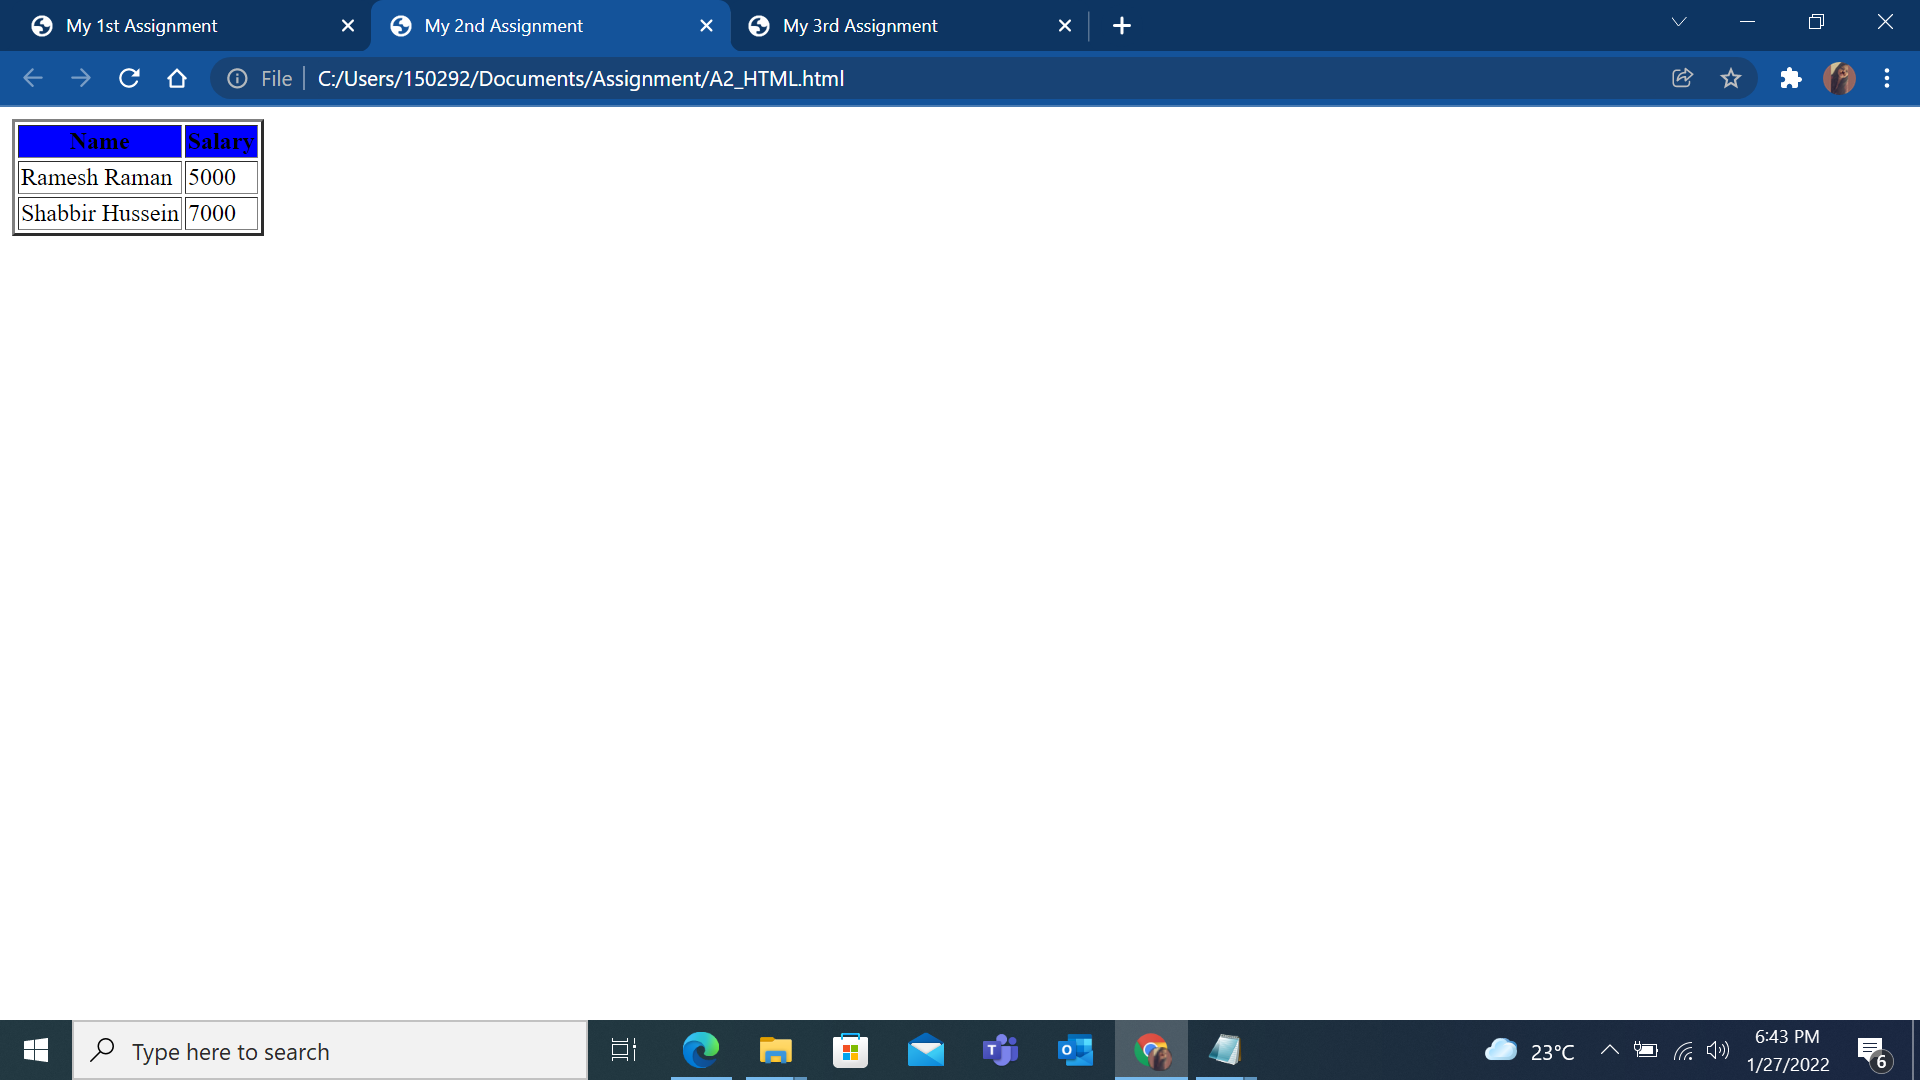 My 1st Assignment
My 2nd Assignment
My 3rd Assignment
File
C:/Users/150292/Documents/Assignment/A2_HTML.html
Name Salary
Ramesh Raman 5000
Shabbir Hussein 7000
Type here to search
23°C
6:43 PM
1/27/2022
6